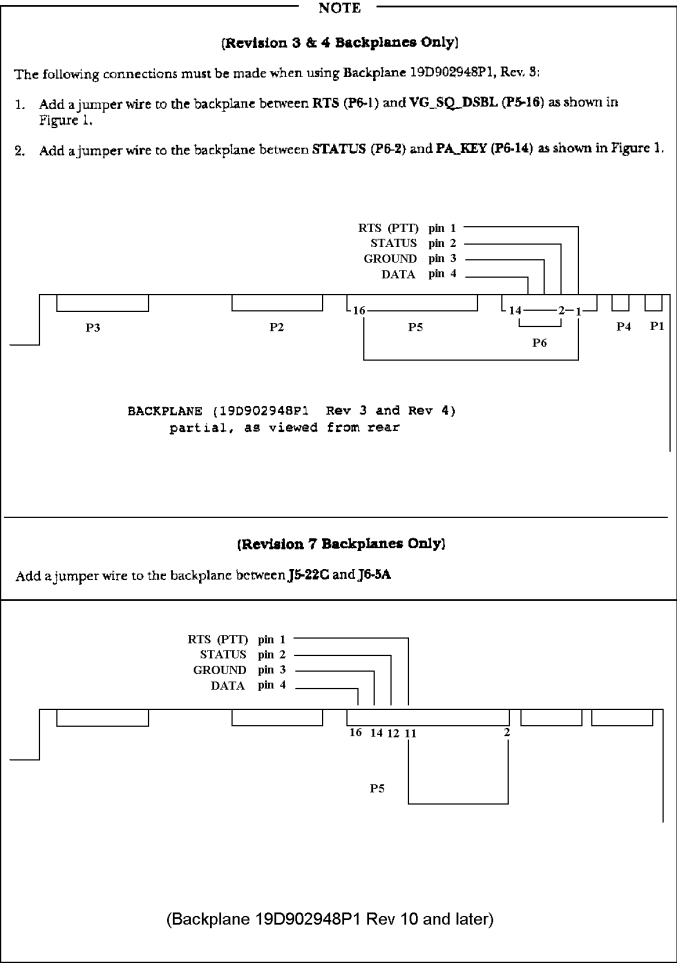 NOTE
(Revision 3 & 4 Backplanes Only)
The following connections must be made when using Backplane 19D902948P1, Rev. 3:
1. Add a jumper wire to the backplane between RTS (P6-1) and VG_SQ_DSBL (P5-16) as shown in
Figure 1.
2. Add a jumper wire to the backplane between STATUS (P6-2) and PA_KEY (P6-14) as shown in Figure 1.
RTS (PTT) pin 1
STATUS pin 2
GROUND pin 3
DATA pin 4
16 14 2 1
P3 P2 P5 P6 P4 P1
BACKPLANE (19D902948P1 Rev 3 and Rev 4)
partial, as viewed from rear
(Revision 7 Backplanes Only)
Add a jumper wire to the backplane between J5-22C and J6-5A
RTS (PTT) pin 1
STATUS pin 2
GROUND pin 3
DATA pin 4
16 14 12 11 2
P5
(Backplane 19D902948P1 Rev 10 and later)